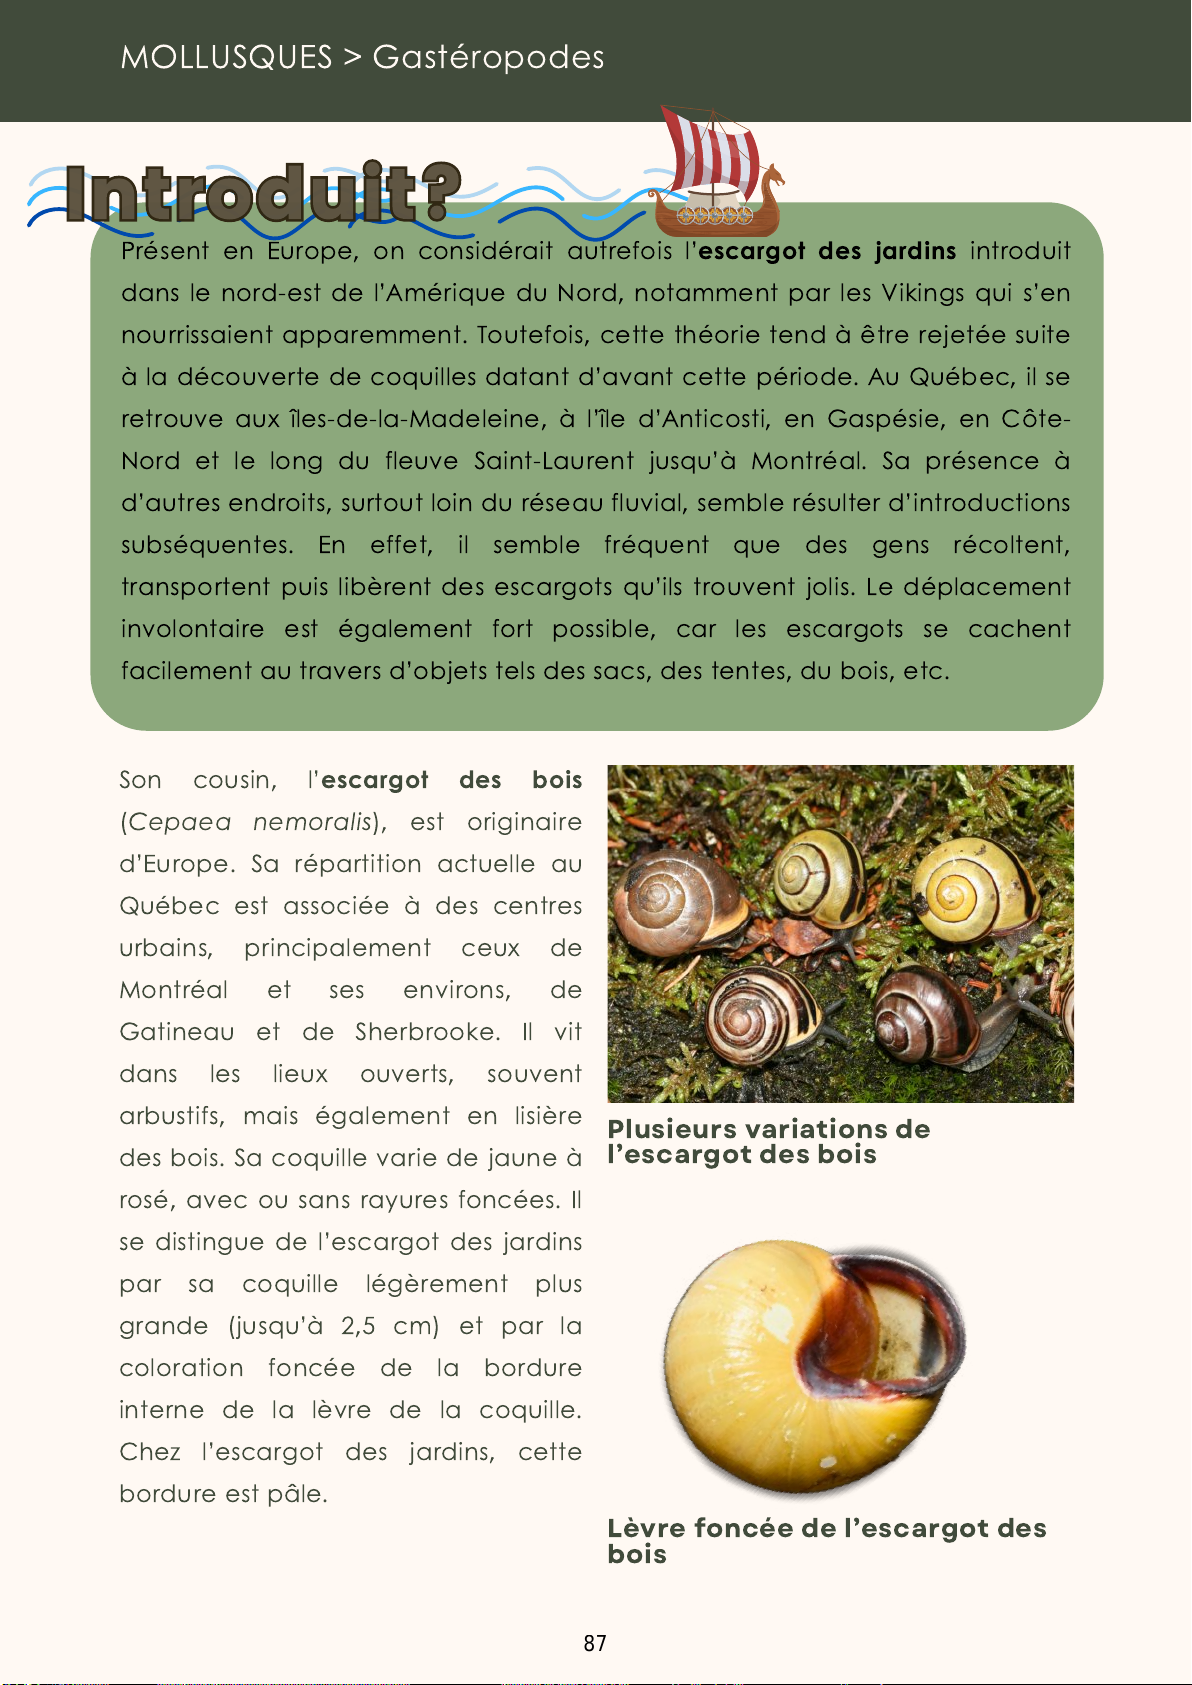 MOLLUSQUES > Gastéropodes
Introduit?
Présent en Europe, on considérait autrefois l'escargot des jardins introduit
dans le nord-est de l'Amérique du Nord, notamment par les Vikings qui s'en
nourrissaient apparemment. Toutefois, cette théorie tend à être rejetée suite
à la découverte de coquilles datant d'avant cette période. Au Québec, il se
retrouve aux îles-de-la-Madeleine, à l'île d'Anticosti, en Gaspésie, en Côte-
Nord et le long du fleuve Saint-Laurent jusqu'à Montréal. Sa présence à
d'autres endroits, surtout loin du réseau fluvial, semble résulter d'introductions
subséquentes. En effet, il semble fréquent que des gens récoltent,
transportent puis libèrent des escargots qu'ils trouvent jolis. Le déplacement
involontaire est également fort possible, car les escargots se cachent
facilement au travers d'objets tels des sacs, des tentes, du bois, etc.
Son cousin, l'escargot des bois
(Cepaea nemoralis), est originaire
d'Europe. Sa répartition actuelle au
Québec est associée à des centres
urbains, principalement ceux de
Montréal et ses environs, de
Gatineau et de Sherbrooke. Il vit
dans les lieux ouverts, souvent
arbustifs, mais également en lisière
des bois. Sa coquille varie de jaune à
rosé, avec ou sans rayures foncées. Il
se distingue de l'escargot des jardins
par sa coquille légèrement plus
grande (jusqu'à 2,5 cm) et par la
coloration foncée de la bordure
interne de la lèvre de la coquille.
Chez l'escargot des jardins, cette
bordure est pâle.
Plusieurs variations de
l'escargot des bois
Lèvre foncée de l'escargot des
bois
87